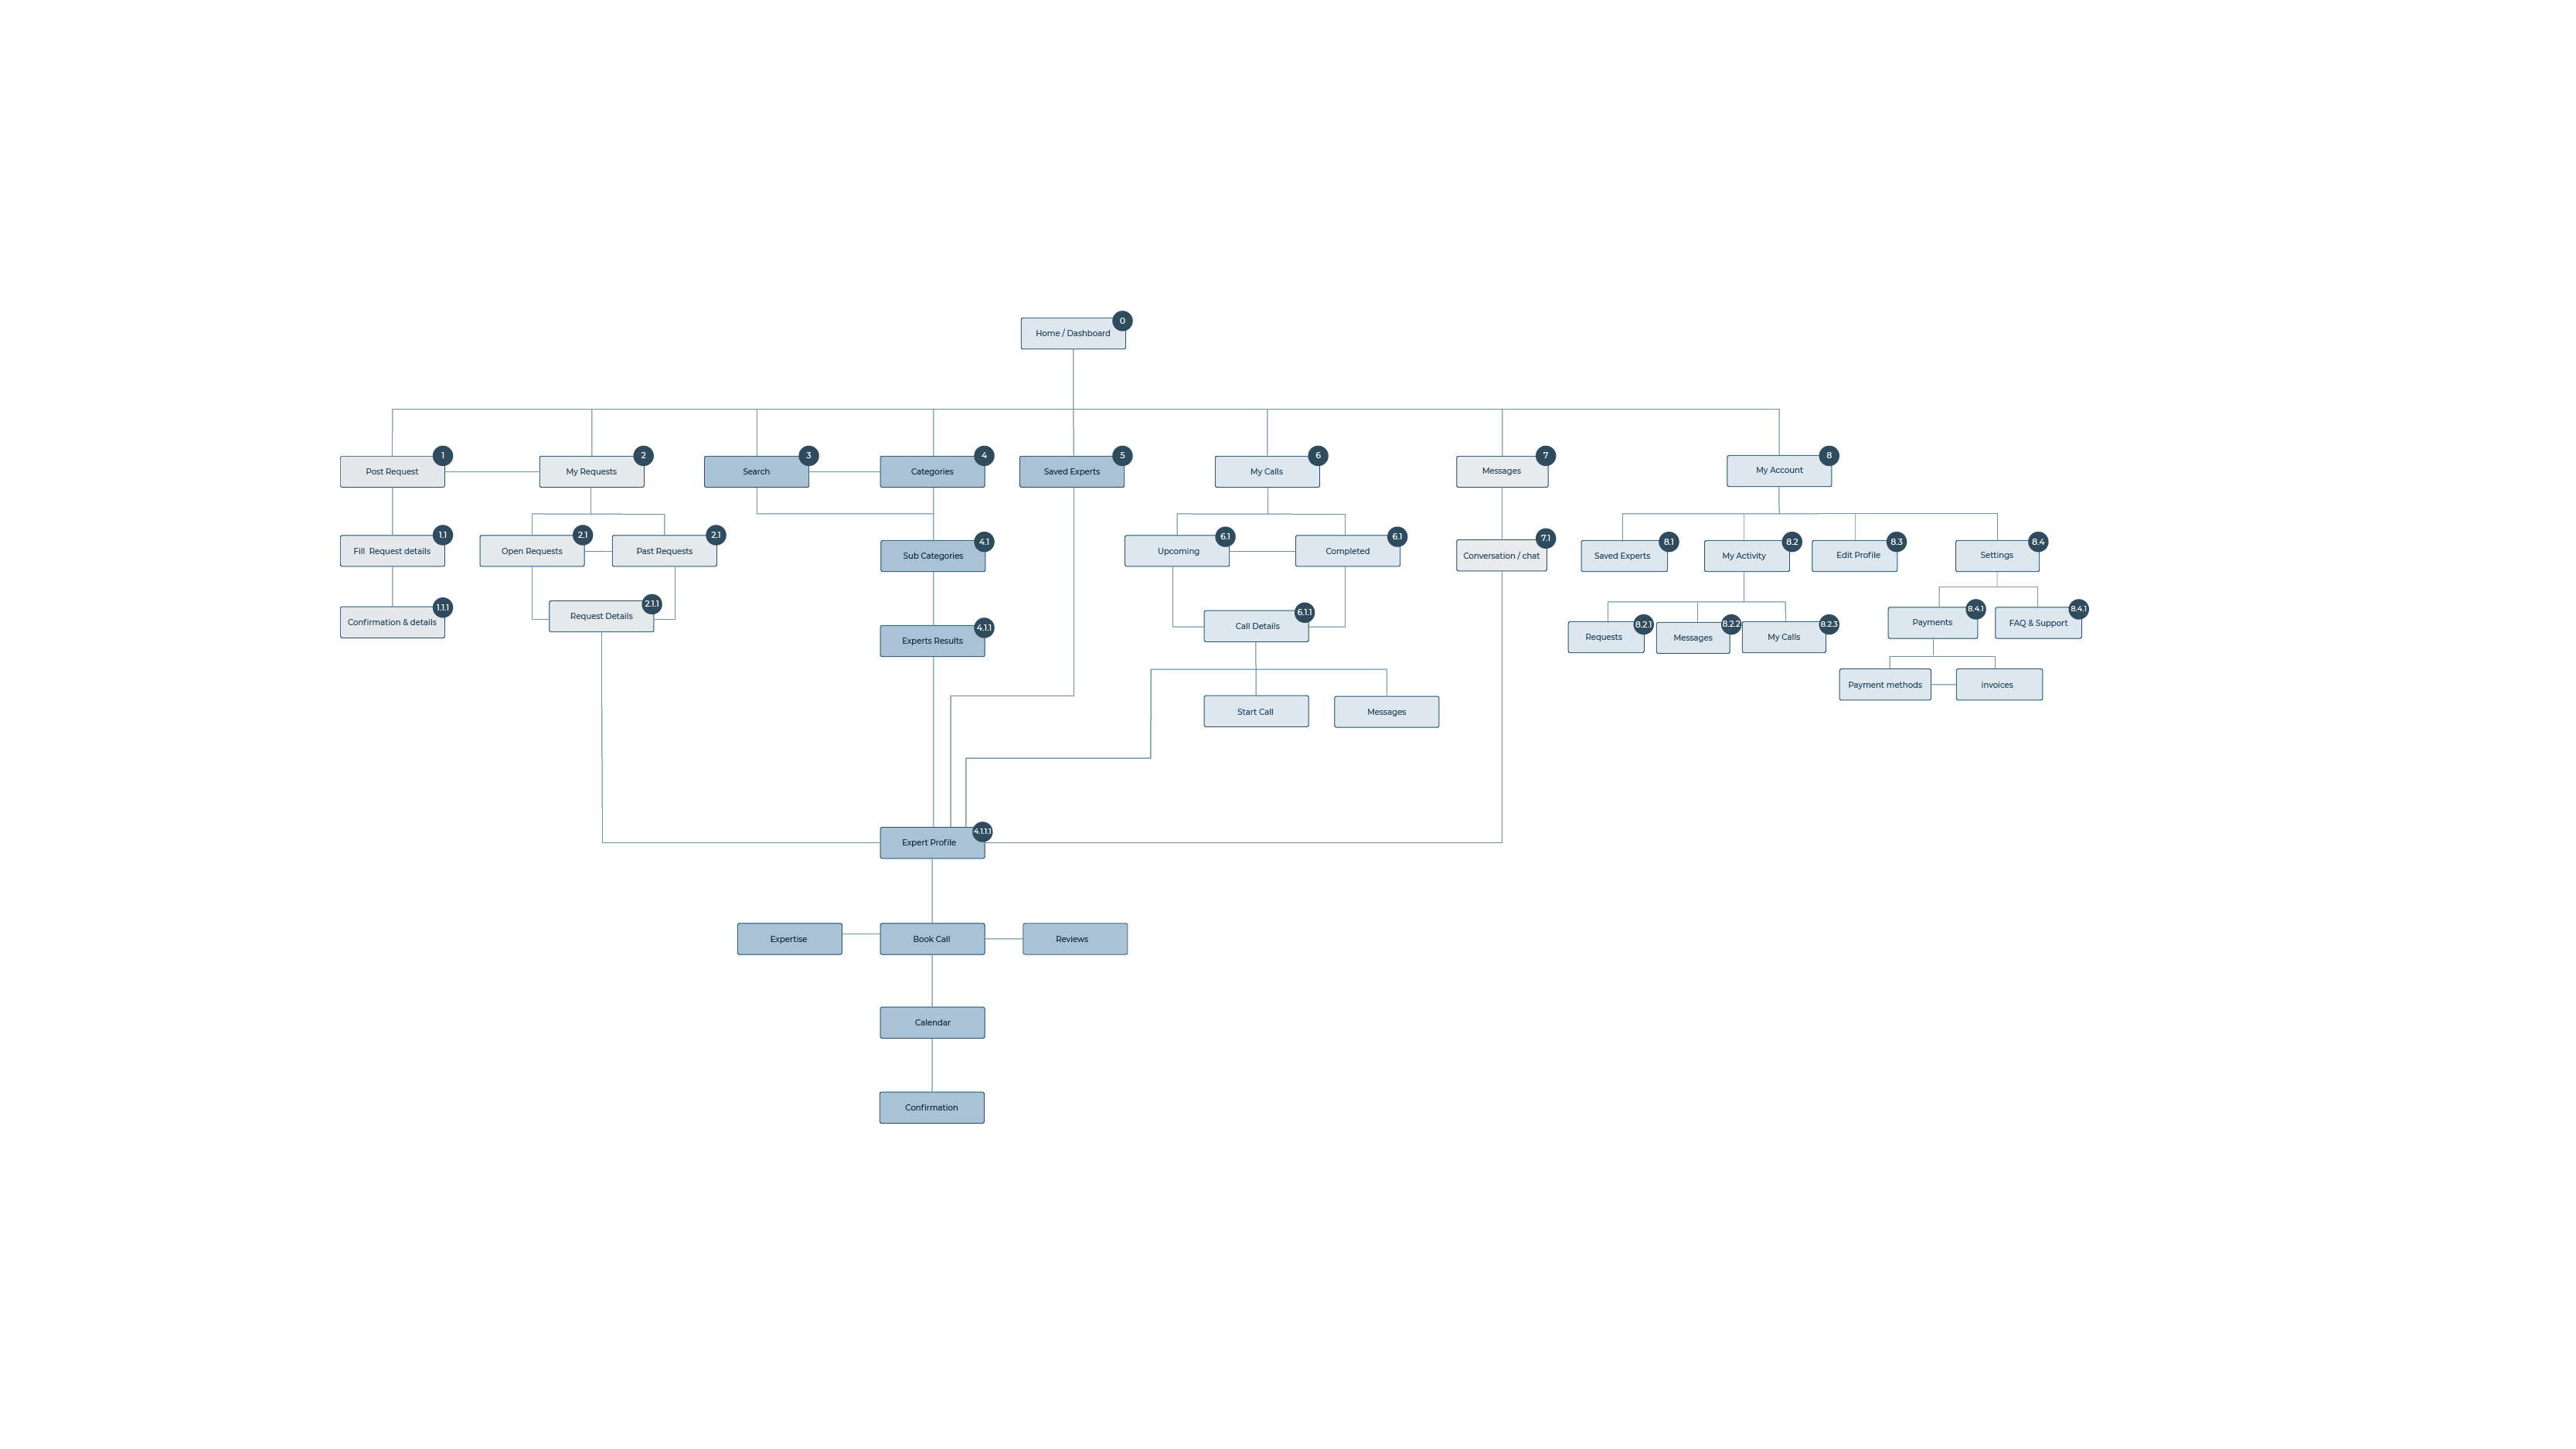 0
Home / Dashboard
1
Post Request
2
My Requests
3
Search
4
Categories
5
Saved Experts
6
My Calls
7
Messages
8
My Account
1.1
Fill Request details
2.1
Open Requests
2.1
Past Requests
4.1
Sub Categories
6.1
Upcoming
6.1
Completed
7.1
Conversation / chat
8.1
Saved Experts
8.2
My Activity
8.3
Edit Profile
8.4
Settings
1.1.1
Confirmation & details
2.1.1
Request Details
4.1.1
Experts Results
6.1.1
Call Details
8.2.1
Requests
8.2.2
Messages
8.2.3
My Calls
8.4.1
Payments
8.4.1
FAQ & Support
Payment methods
invoices
Start Call
Messages
4.1.1.1
Expert Profile
Expertise
Book Call
Reviews
Calendar
Confirmation